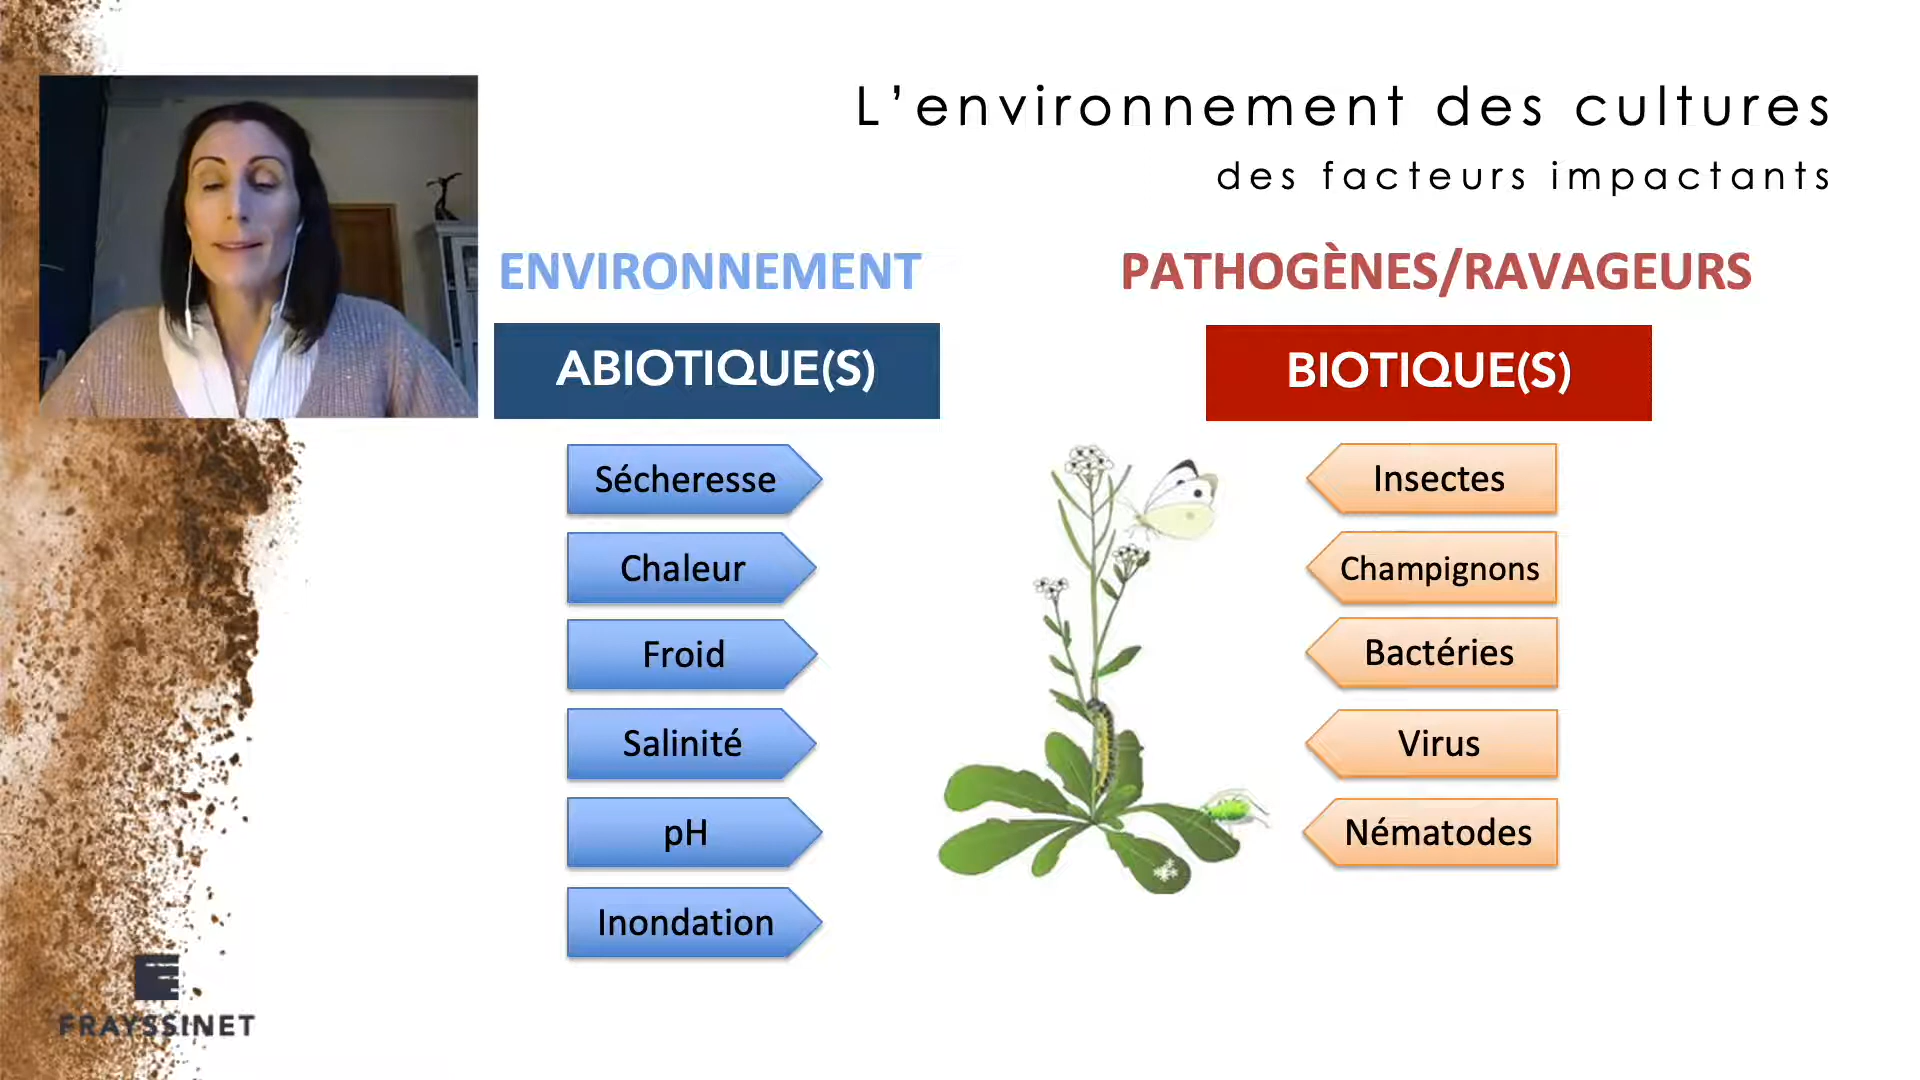 L’environnement des cultures
des facteurs impactants
ENVIRONNEMENT
ABIOTIQUE(S)
Sécheresse
Chaleur
Froid
Salinité
pH
Inondation
PATHOGÈNES/RAVAGEURS
BIOTIQUE(S)
Insectes
Champignons
Bactéries
Virus
Nématodes
FRAYSSINET